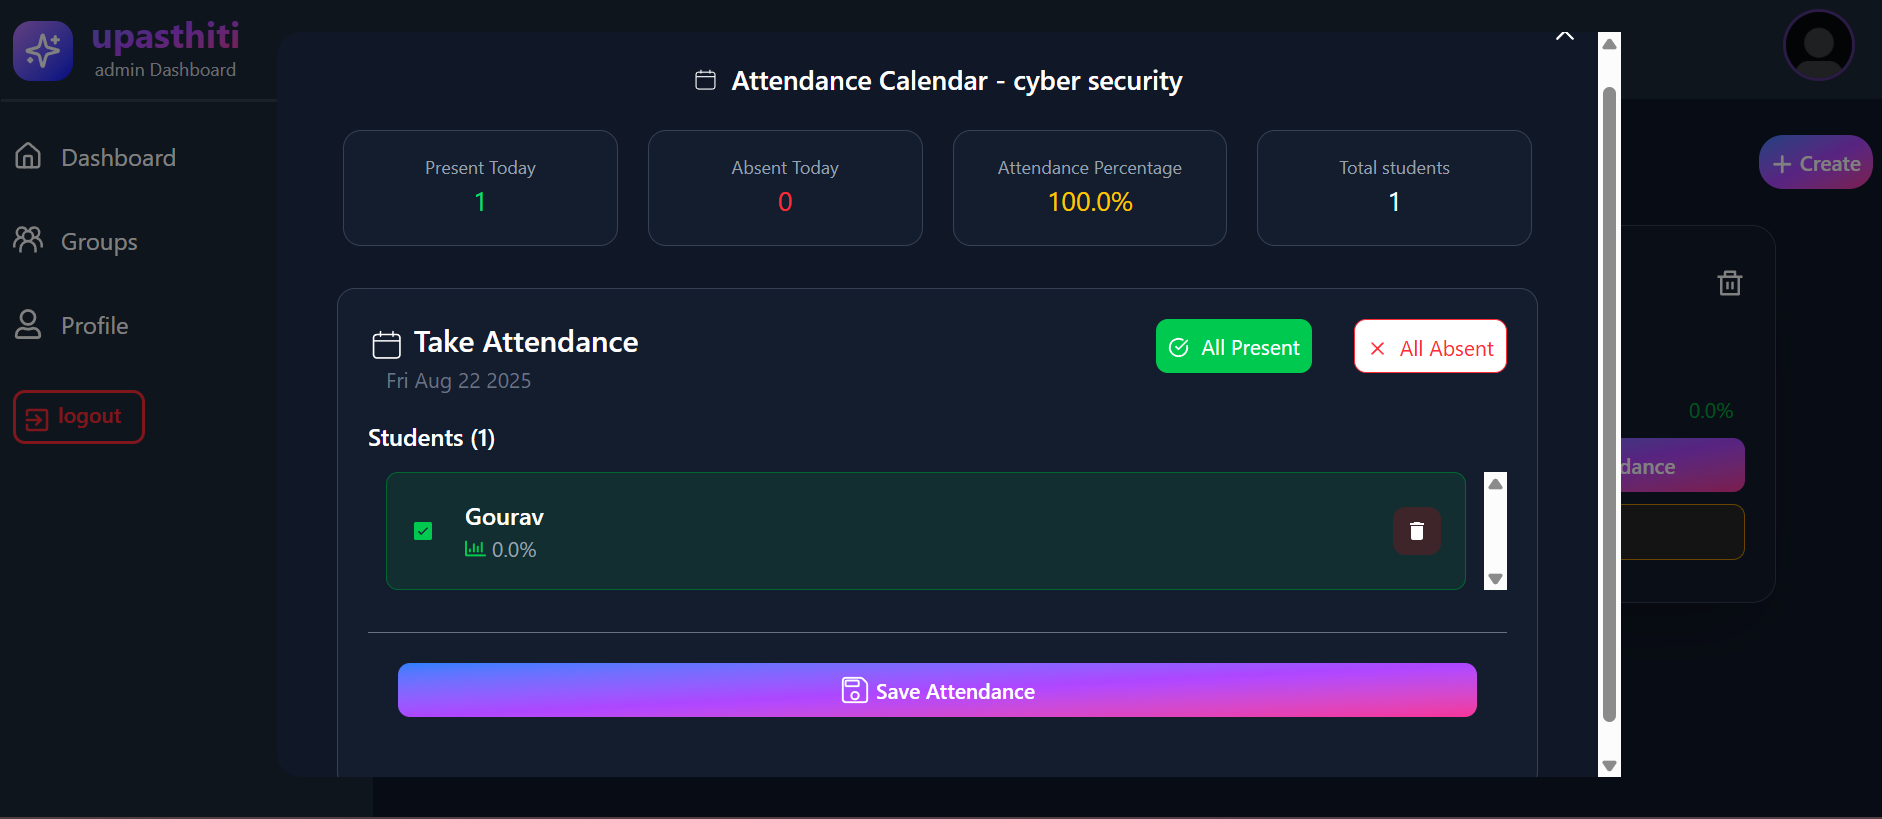 upasthiti
admin Dashboard
Dashboard
Groups
Profile
logout
Attendance Calendar - cyber security
Present Today
1
Absent Today
0
Attendance Percentage
100.0%
Total students
1
Take Attendance
Fri Aug 22 2025
All Present
All Absent
Students (1)
Gourav
0.0%
Save Attendance
Create
0.0%
dance